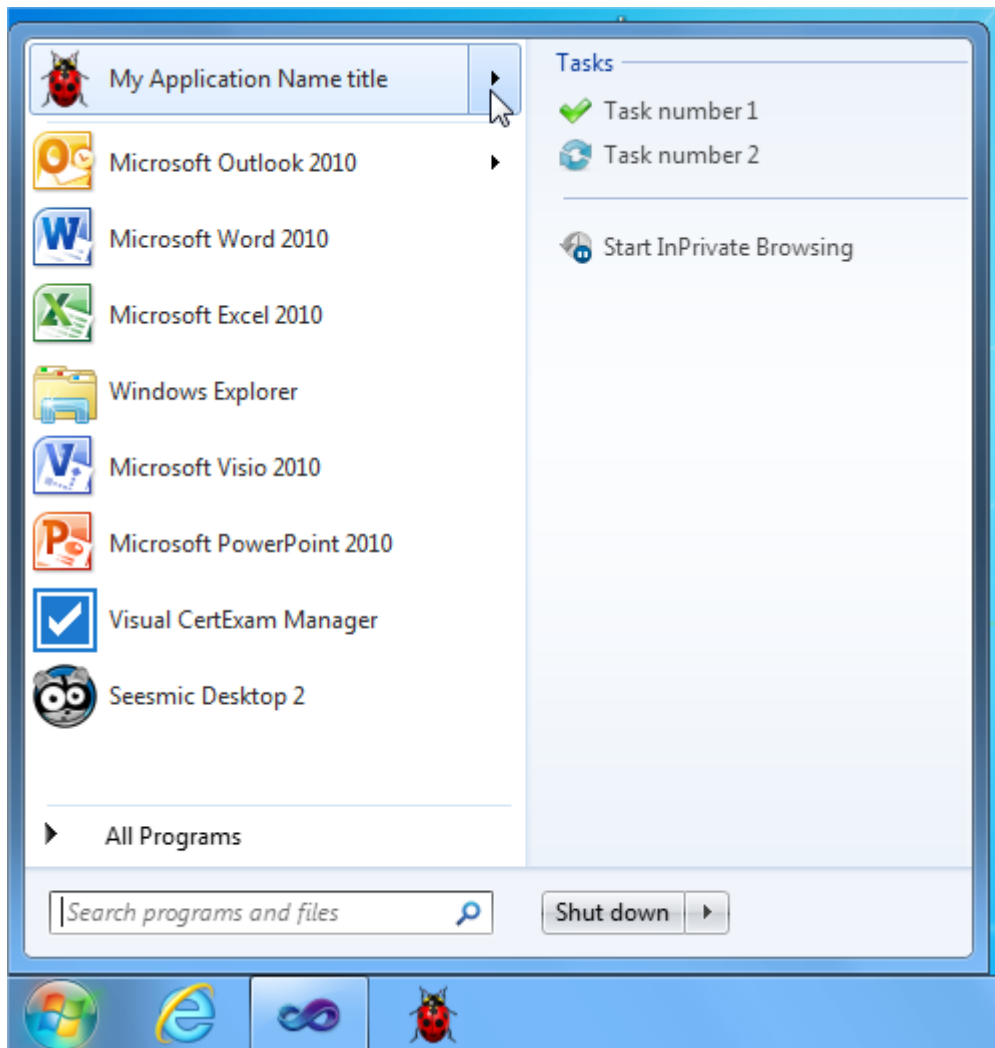 My Application Name title
Microsoft Outlook 2010
Microsoft Word 2010
Microsoft Excel 2010
Windows Explorer
Microsoft Visio 2010
Microsoft PowerPoint 2010
Visual CertExam Manager
Seesmic Desktop 2
All Programs
Search programs and files
Tasks
Task number 1
Task number 2
Start InPrivate Browsing
Shut down